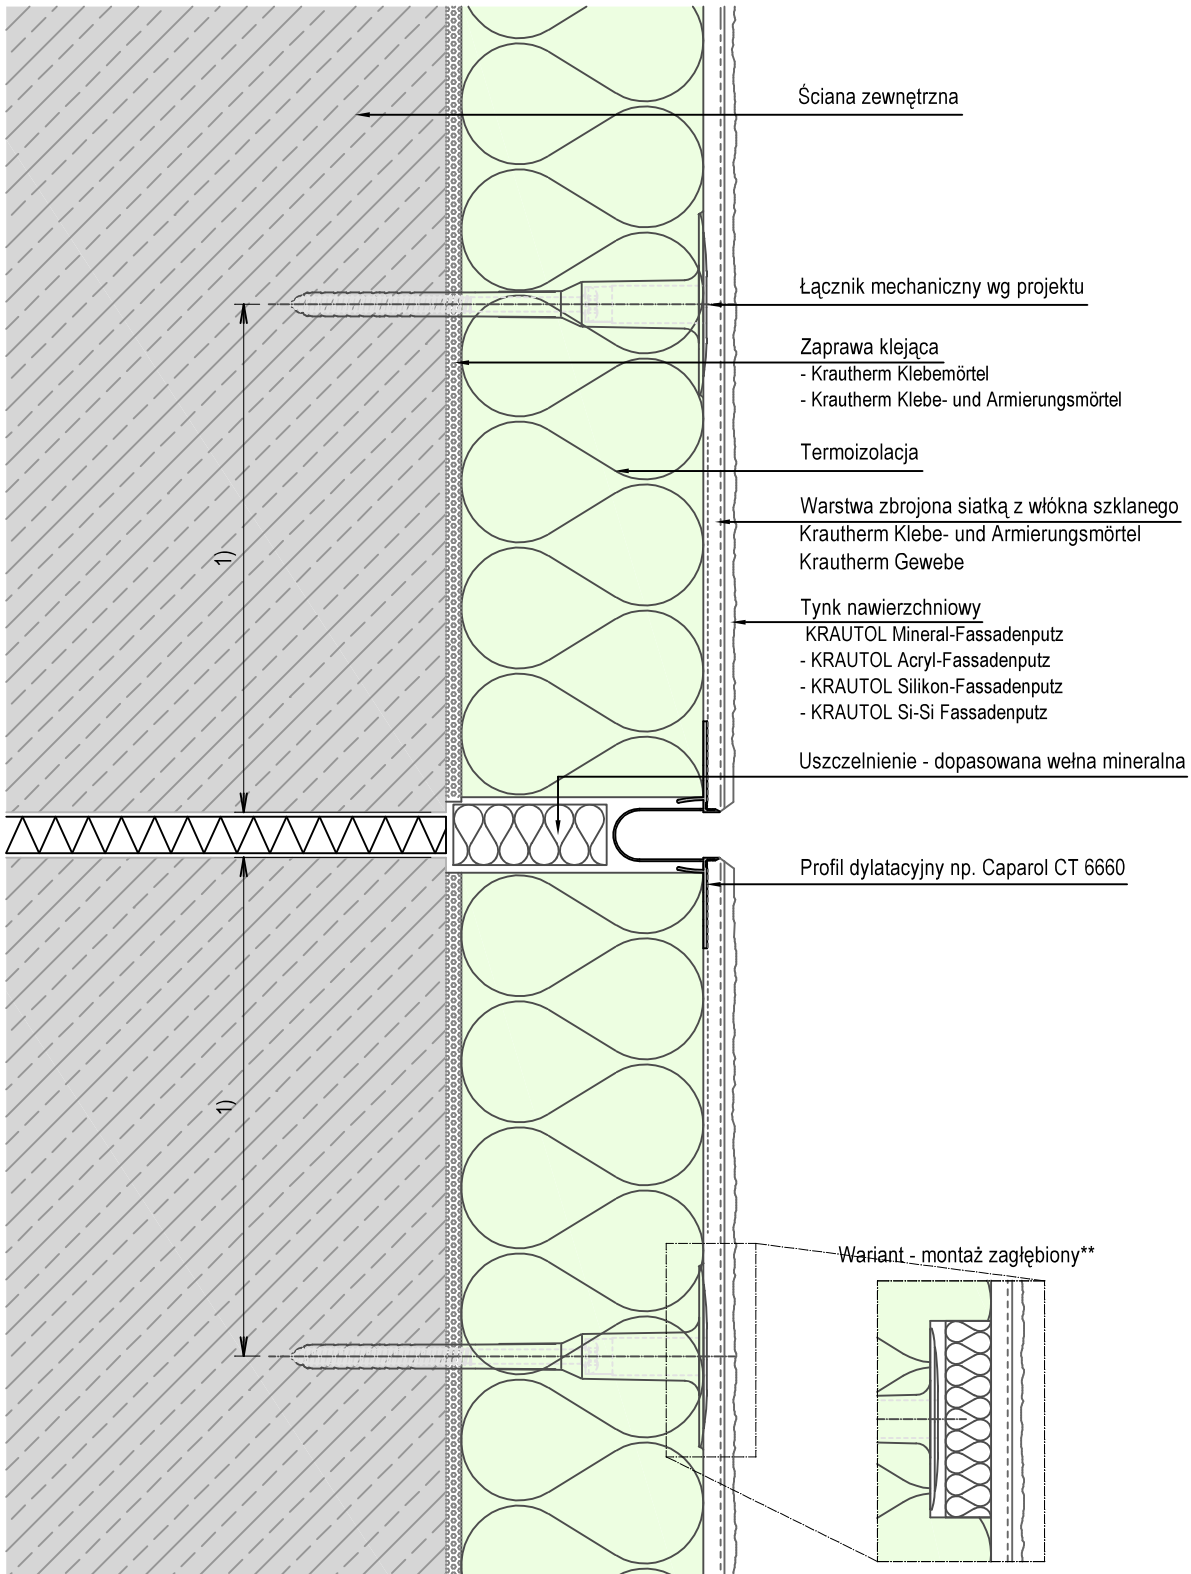 Ściana zewnętrzna
Łącznik mechaniczny wg projektu
Zaprawa klejąca
- Krautherm Klebemörtel
- Krautherm Klebe- und Armierungsmörtel
Termoizolacja
Warstwa zbrojona siatką z włókna szklanego
Krautherm Klebe- und Armierungsmörtel
Krautherm Gewebe
1)
Tynk nawierzchniowy
KRAUTOL Mineral-Fassadenputz
- KRAUTOL Acryl-Fassadenputz
- KRAUTOL Silikon-Fassadenputz
- KRAUTOL Si-Si Fassadenputz
Uszczelnienie - dopasowana wełna mineralna
Profil dylatacyjny np. Caparol CT 6660
1)
Wariant - montaż zagłębiony**